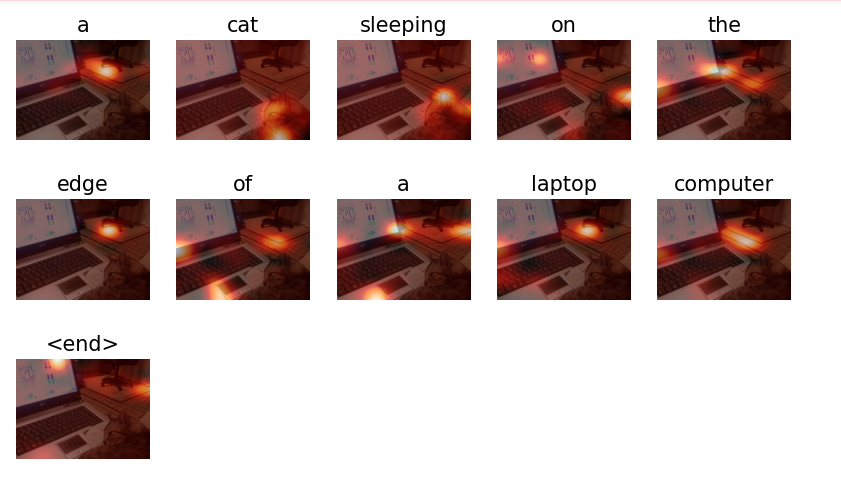 a cat sleeping on the
edge of a laptop computer
<end>